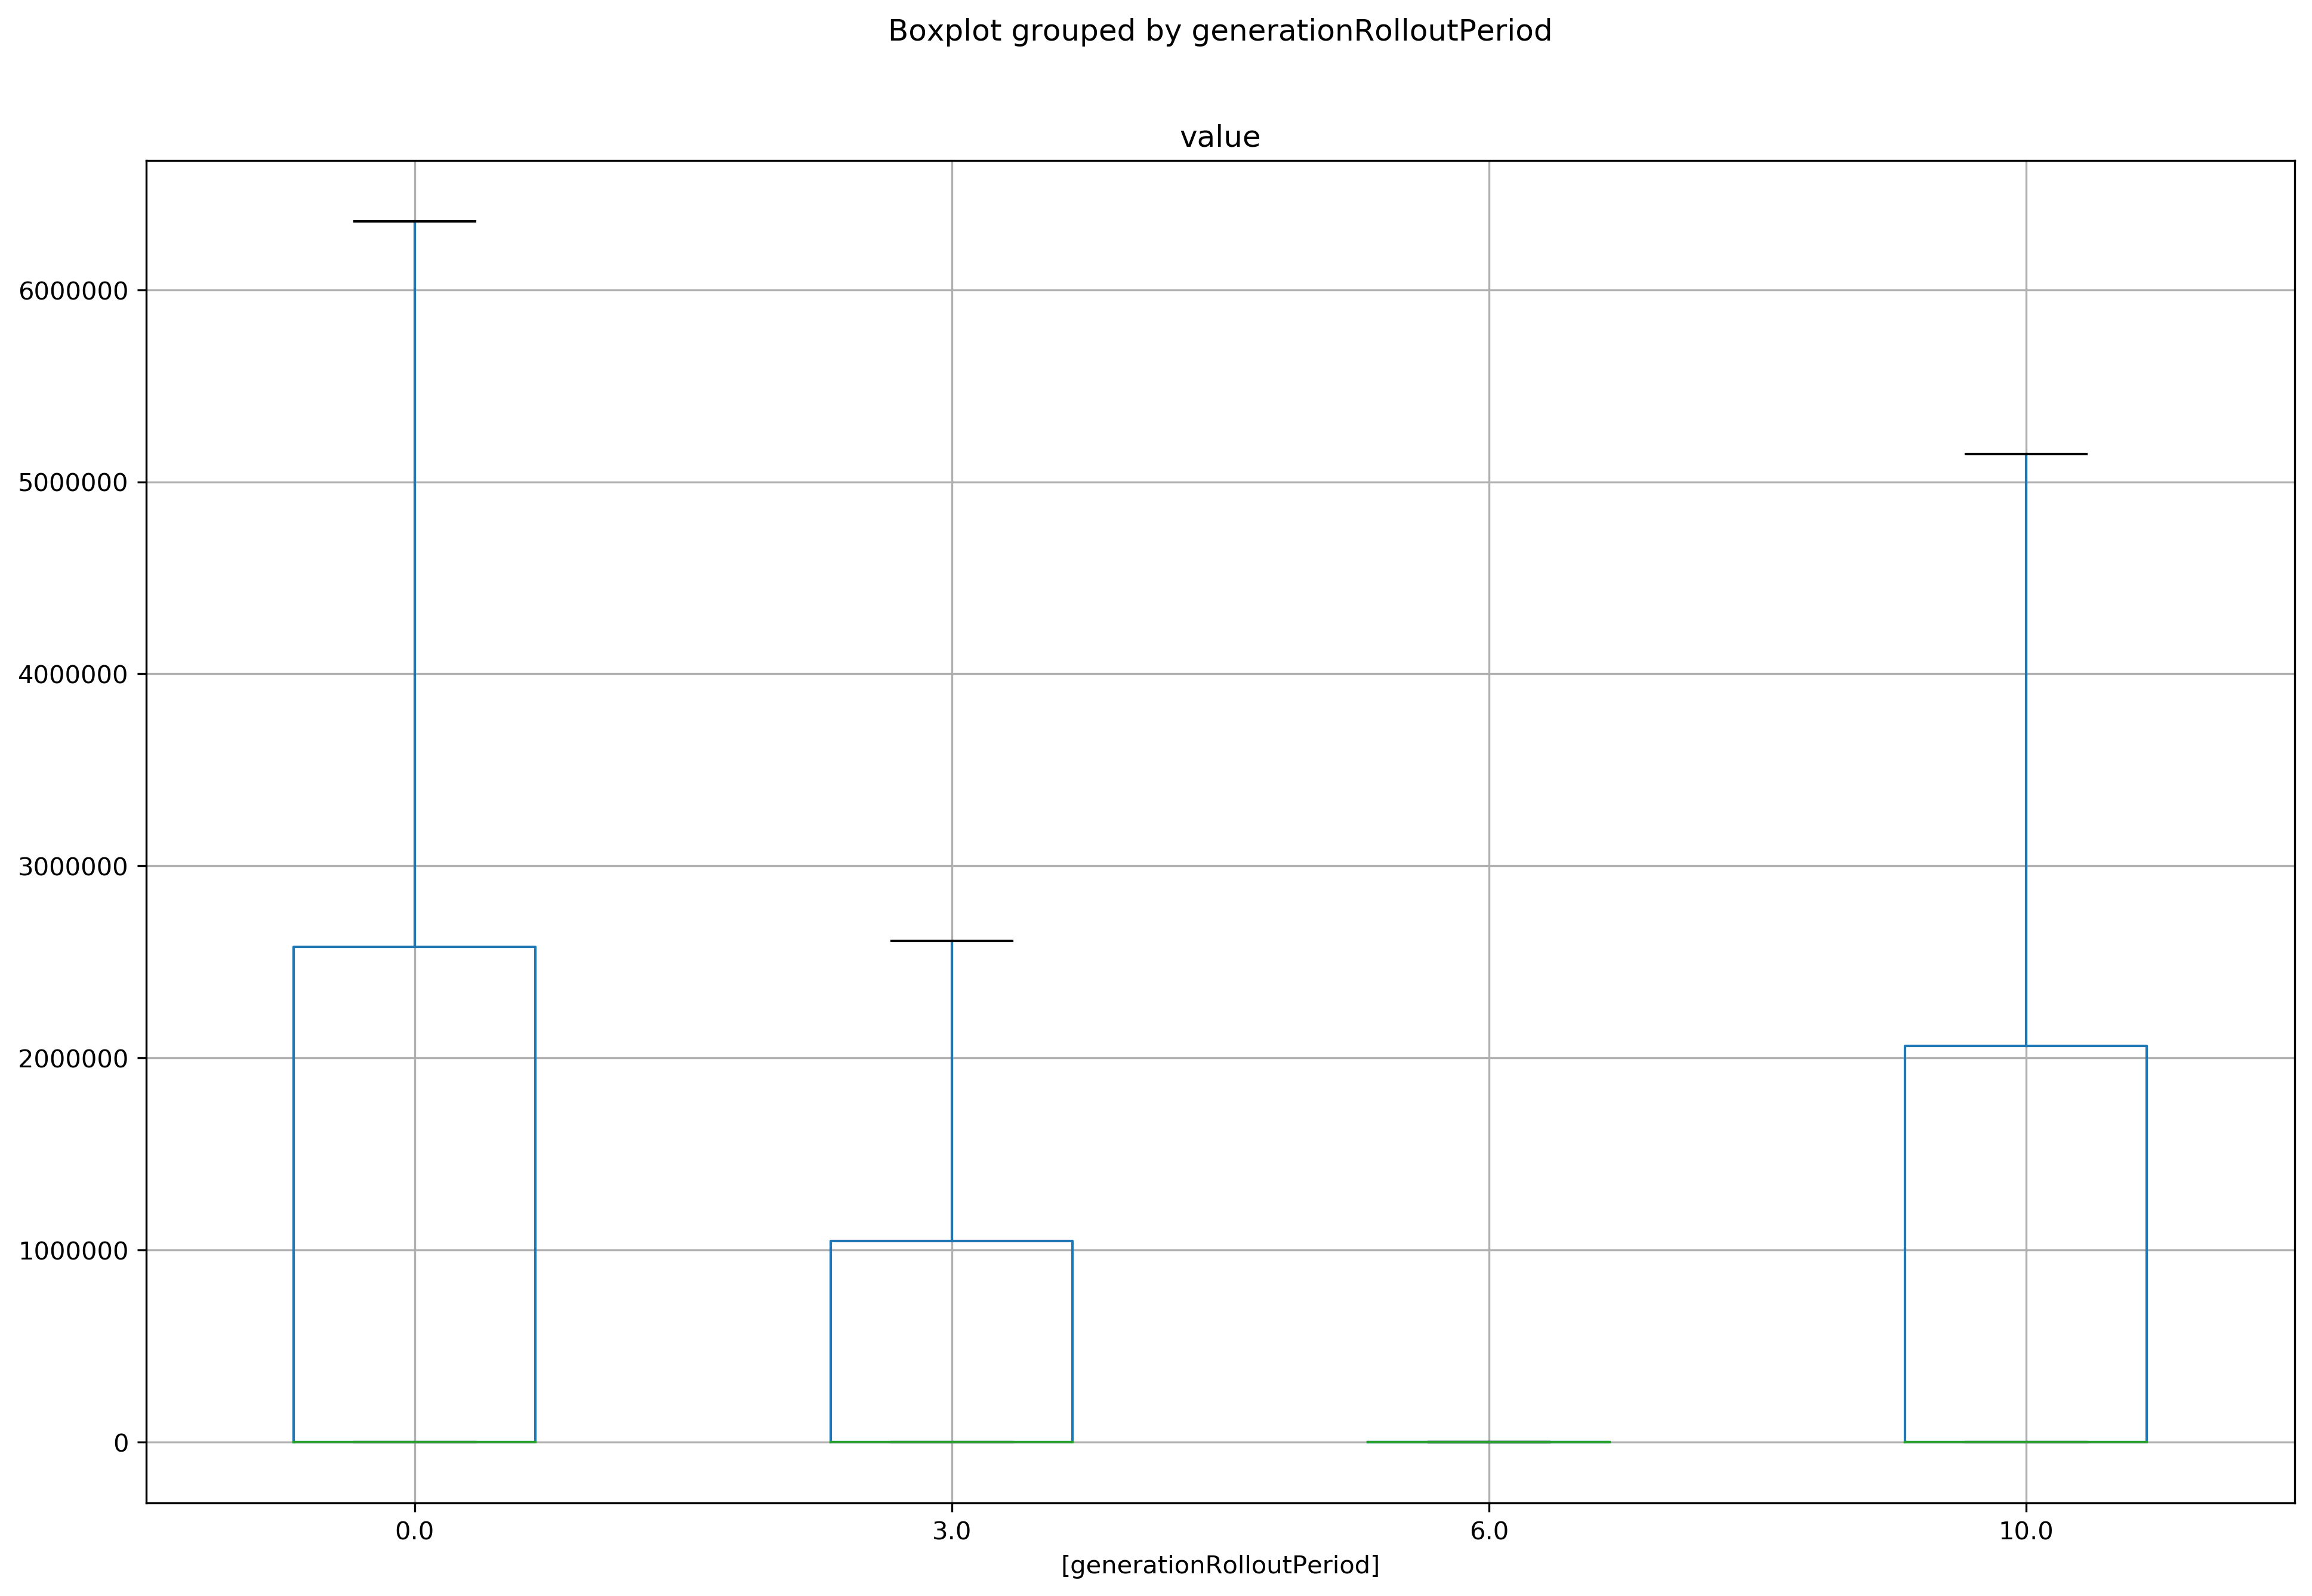 Boxplot grouped by generationRolloutPeriod
value
6000000
5000000
4000000
3000000
2000000
1000000
0
0.0 3.0 6.0 10.0
[generationRolloutPeriod]